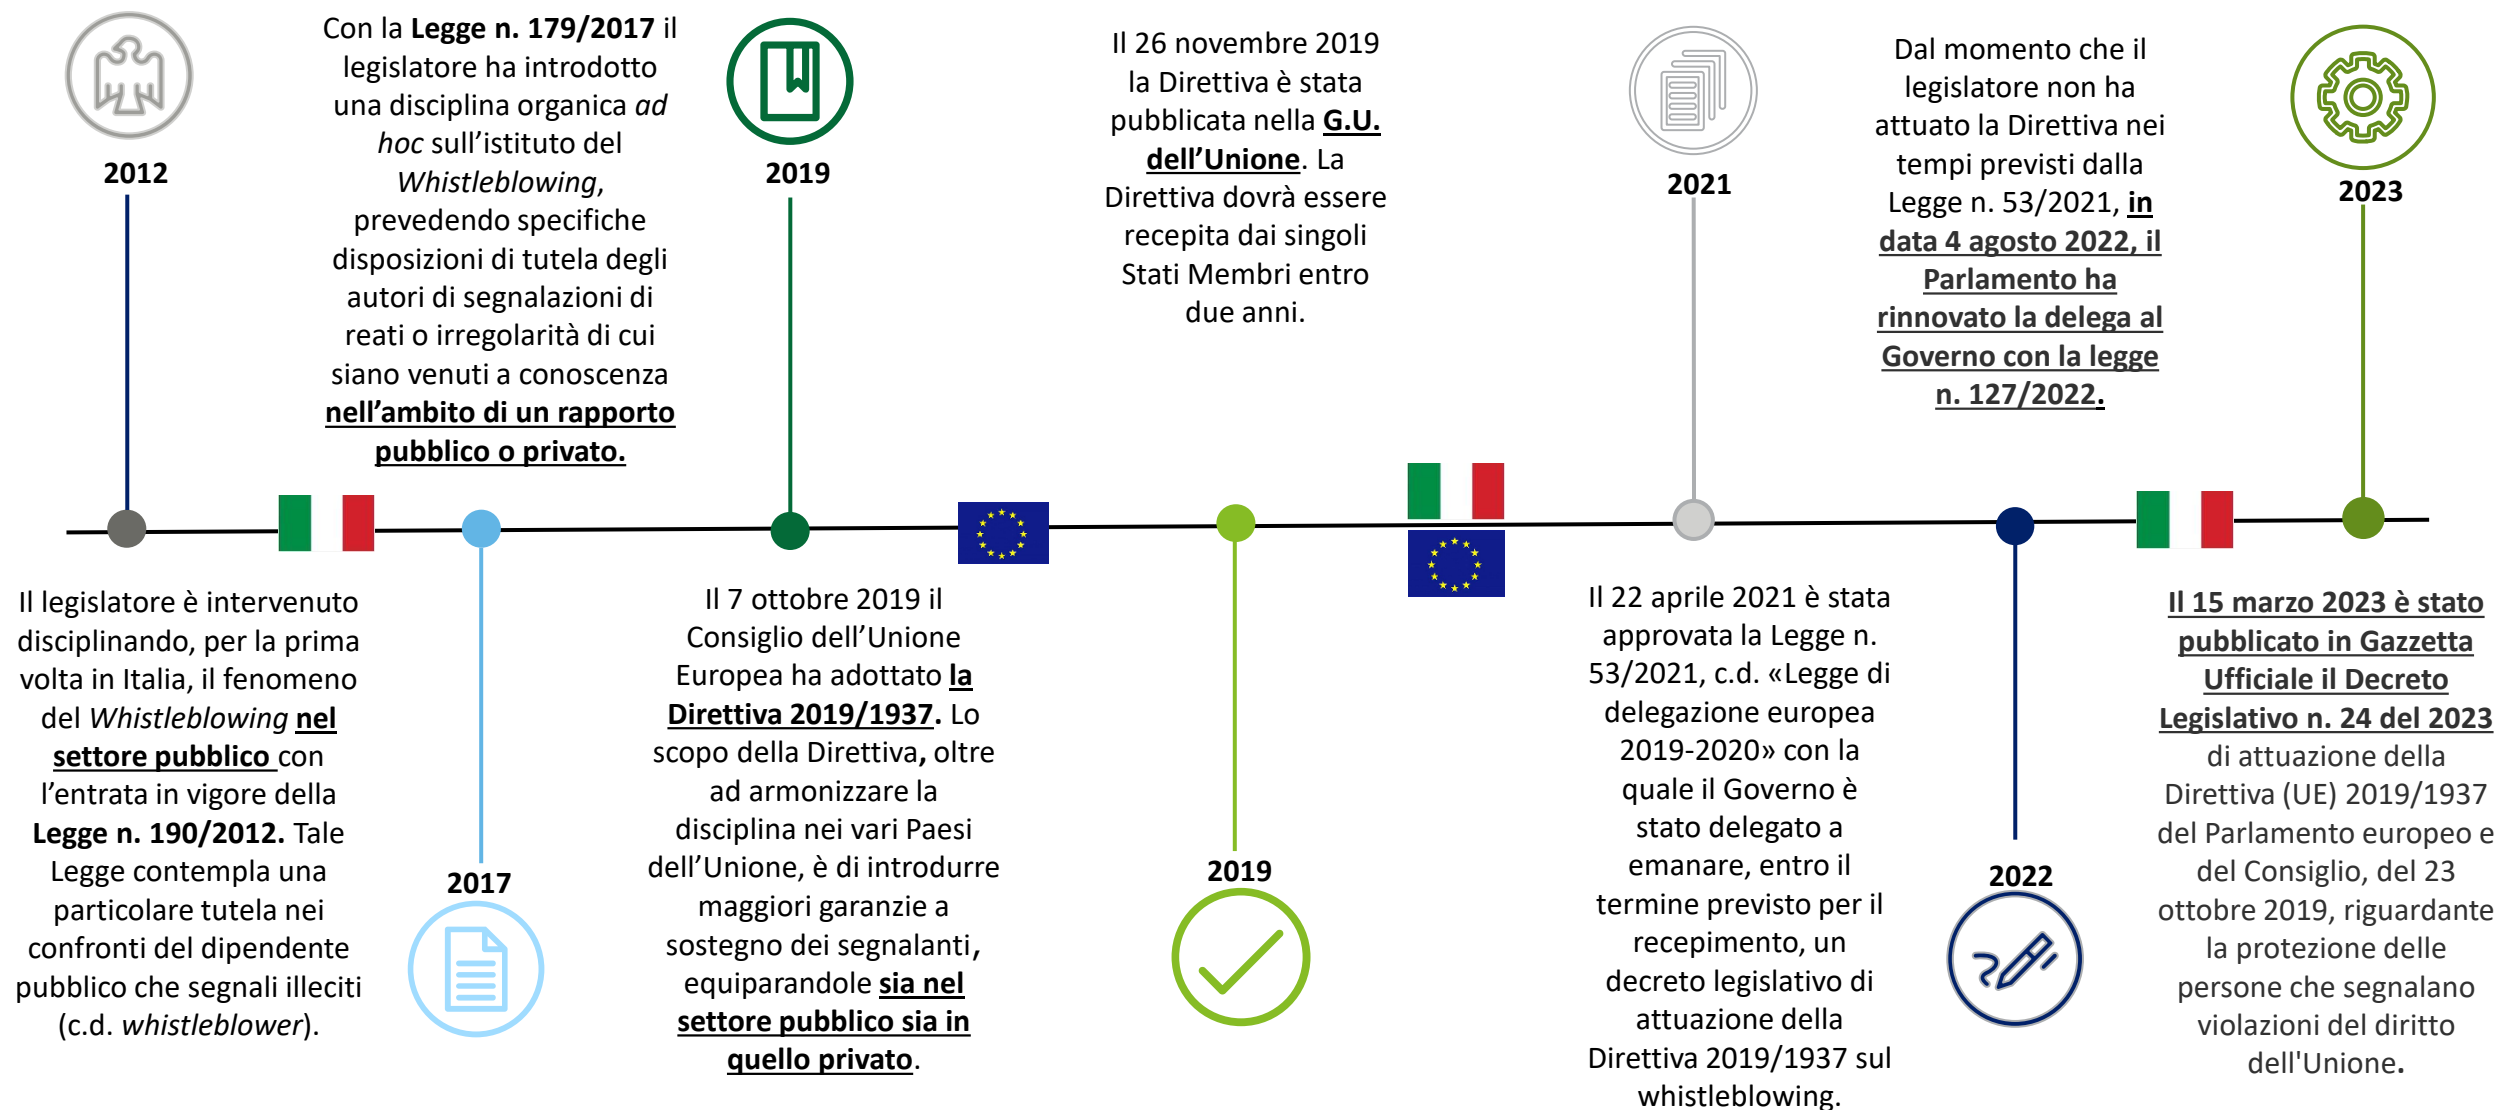 2012
Il legislatore è intervenuto
disciplinando, per la prima
volta in Italia, il fenomeno
del Whistleblowing nel
settore pubblico con
l’entrata in vigore della
Legge n. 190/2012. Tale
Legge contempla una
particolare tutela nei
confronti del dipendente
pubblico che segnali illeciti
(c.d. whistleblower).
Con la Legge n. 179/2017 il
legislatore ha introdotto
una disciplina organica ad
hoc sull’istituto del
Whistleblowing,
prevedendo specifiche
disposizioni di tutela degli
autori di segnalazioni di
reati o irregolarità di cui
siano venuti a conoscenza
nell’ambito di un rapporto
pubblico o privato.
2017
2019
Il 7 ottobre 2019 il
Consiglio dell’Unione
Europea ha adottato la
Direttiva 2019/1937. Lo
scopo della Direttiva, oltre
ad armonizzare la
disciplina nei vari Paesi
dell’Unione, è di introdurre
maggiori garanzie a
sostegno dei segnalanti,
equiparandole sia nel
settore pubblico sia in
quello privato.
Il 26 novembre 2019
la Direttiva è stata
pubblicata nella G.U.
dell’Unione. La
Direttiva dovrà essere
recepita dai singoli
Stati Membri entro
due anni.
2019
2021
Il 22 aprile 2021 è stata
approvata la Legge n.
53/2021, c.d. «Legge di
delegazione europea
2019-2020» con la
quale il Governo è
stato delegato a
emanare, entro il
termine previsto per il
recepimento, un
decreto legislativo di
attuazione della
Direttiva 2019/1937 sul
whistleblowing.
Dal momento che il
legislatore non ha
attuato la Direttiva nei
tempi previsti dalla
Legge n. 53/2021, in
data 4 agosto 2022, il
Parlamento ha
rinnovato la delega al
Governo con la legge
n. 127/2022.
2022
2023
Il 15 marzo 2023 è stato
pubblicato in Gazzetta
Ufficiale il Decreto
Legislativo n. 24 del 2023
di attuazione della
Direttiva (UE) 2019/1937
del Parlamento europeo e
del Consiglio, del 23
ottobre 2019, riguardante
la protezione delle
persone che segnalano
violazioni del diritto
dell'Unione.